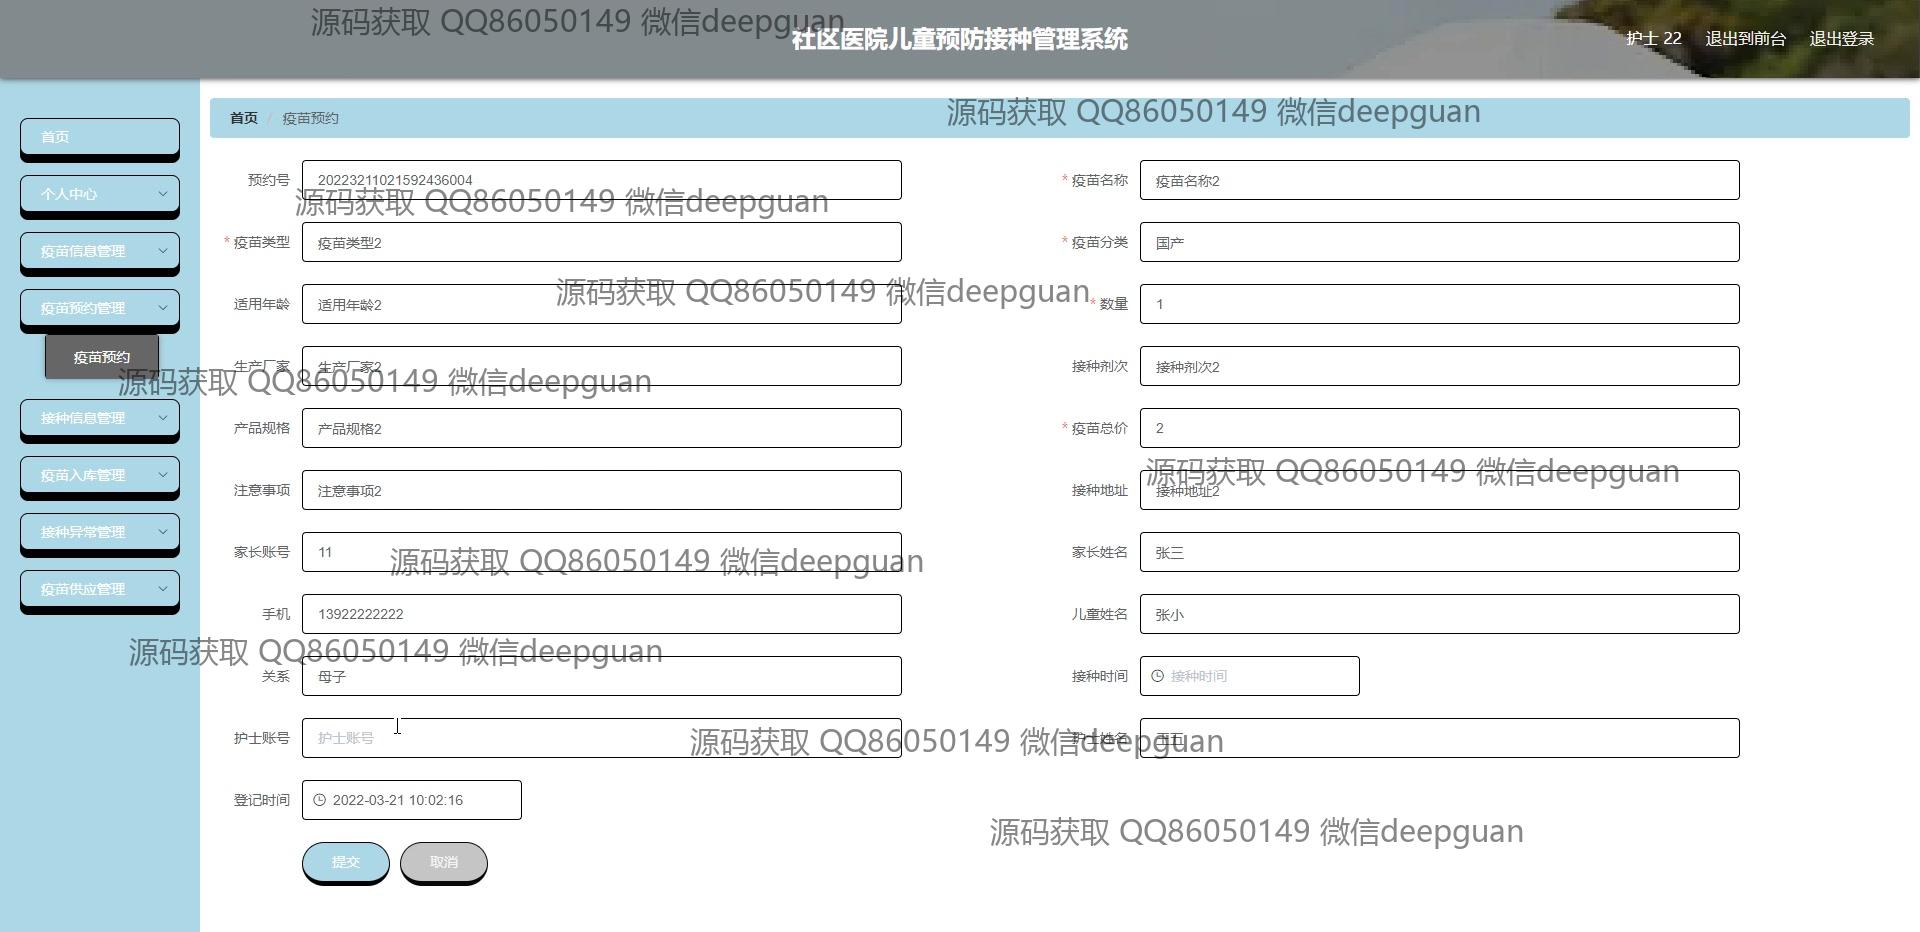 源码获取 QQ86050149 微信deepguan
社区医院儿童预防接种管理系统
护士 22 退出到前台 退出登录
首页 / 疫苗预约
源码获取 QQ86050149 微信deepguan
首页
个人中心
疫苗信息管理
疫苗预约管理
疫苗预约
接种信息管理
疫苗入库管理
接种异常管理
疫苗供应管理
预约号 20223211021592436004
* 疫苗名称 疫苗名称2
源码获取 QQ86050149 微信deepguan
* 疫苗类型 疫苗类型2
* 疫苗分类 国产
源码获取 QQ86050149 微信deepguan
适用年龄 适用年龄2
* 数量 1
生产厂家 生产厂家2
接种剂次 接种剂次2
源码获取 QQ86050149 微信deepguan
产品规格 产品规格2
* 疫苗总价 2
源码获取 QQ86050149 微信deepguan
注意事项 注意事项2
接种地址 接种地址2
家长账号 11
家长姓名 张三
源码获取 QQ86050149 微信deepguan
手机 13922222222
儿童姓名 张小
源码获取 QQ86050149 微信deepguan
关系 母子
接种时间 接种时间
护士账号 护士账号
护士姓名 王五
源码获取 QQ86050149 微信deepguan
登记时间 2022-03-21 10:02:16
源码获取 QQ86050149 微信deepguan
提交 取消